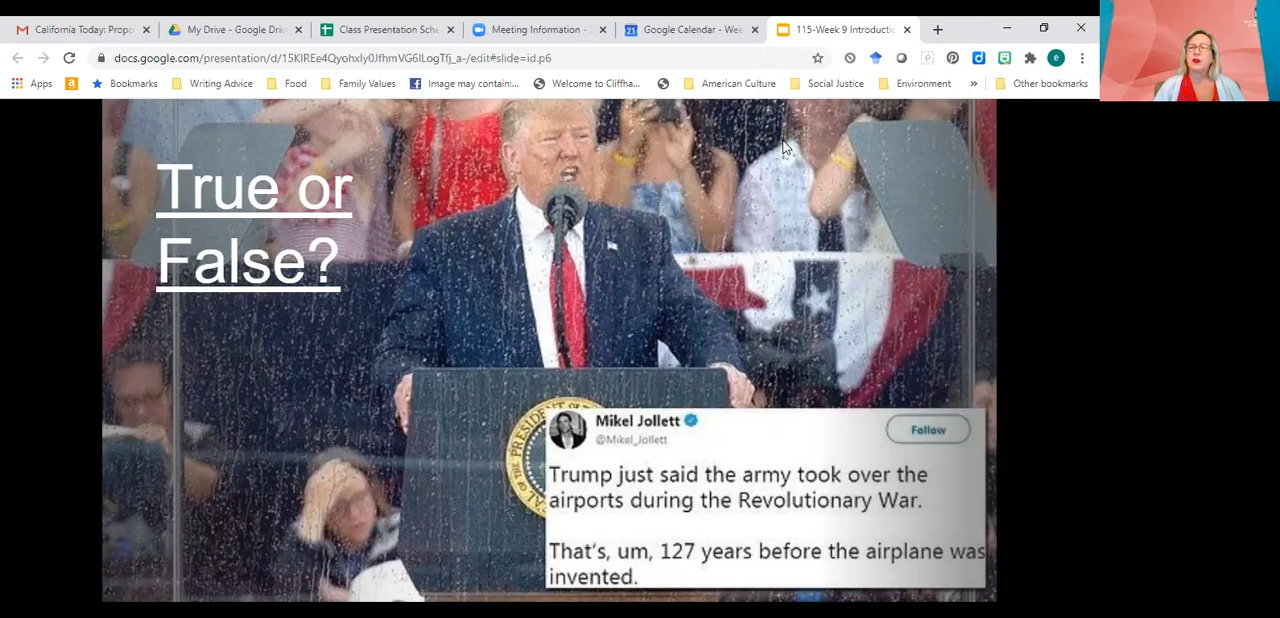 California Today: Propo
My Drive - Google Driv
Class Presentation Sche
Meeting Information -
Google Calendar - Wee
115-Week 9 Introducti
docs.google.com/presentation/d/15KlREe4Qyohxly0JfhmVG6lLogTfj_a-/edit#slide=id.p6
Apps
Bookmarks
Writing Advice
Food
Family Values
Image may contain:...
Welcome to Cliffha...
American Culture
Social Justice
Environment
»
Other bookmarks
True or
False?
Mikel Jollett
@Mikel_Jollett
Follow
Trump just said the army took over the
airports during the Revolutionary War.
That's, um, 127 years before the airplane was
invented.